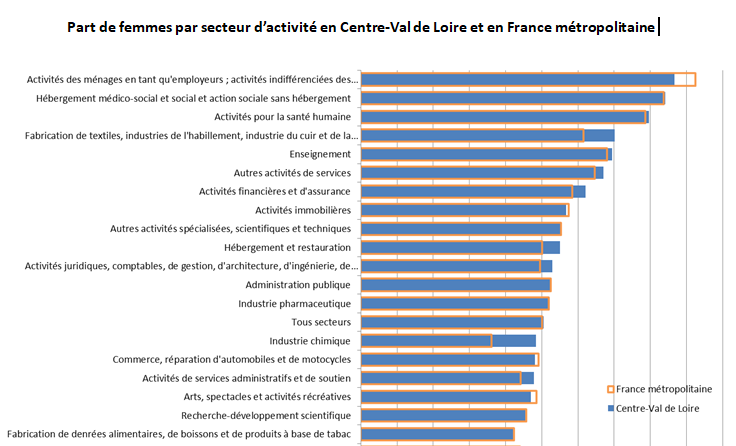 Part de femmes par secteur d'activité en Centre-Val de Loire et en France métropolitaine
Activités des ménages en tant qu'employeurs ; activités indifférenciées des...
Hébergement médico-social et social et action sociale sans hébergement
Activités pour la santé humaine
Fabrication de textiles, industries de l'habillement, industrie du cuir et de la...
Enseignement
Autres activités de services
Activités financières et d'assurance
Activités immobilières
Autres activités spécialisées, scientifiques et techniques
Hébergement et restauration
Activités juridiques, comptables, de gestion, d'architecture, d'ingénierie, de...
Administration publique
Industrie pharmaceutique
Tous secteurs
Industrie chimique
Commerce, réparation d'automobiles et de motocycles
Activités de services administratifs et de soutien
Arts, spectacles et activités récréatives
Recherche-développement scientifique
Fabrication de denrées alimentaires, de boissons et de produits à base de tabac
France métropolitaine
Centre-Val de Loire